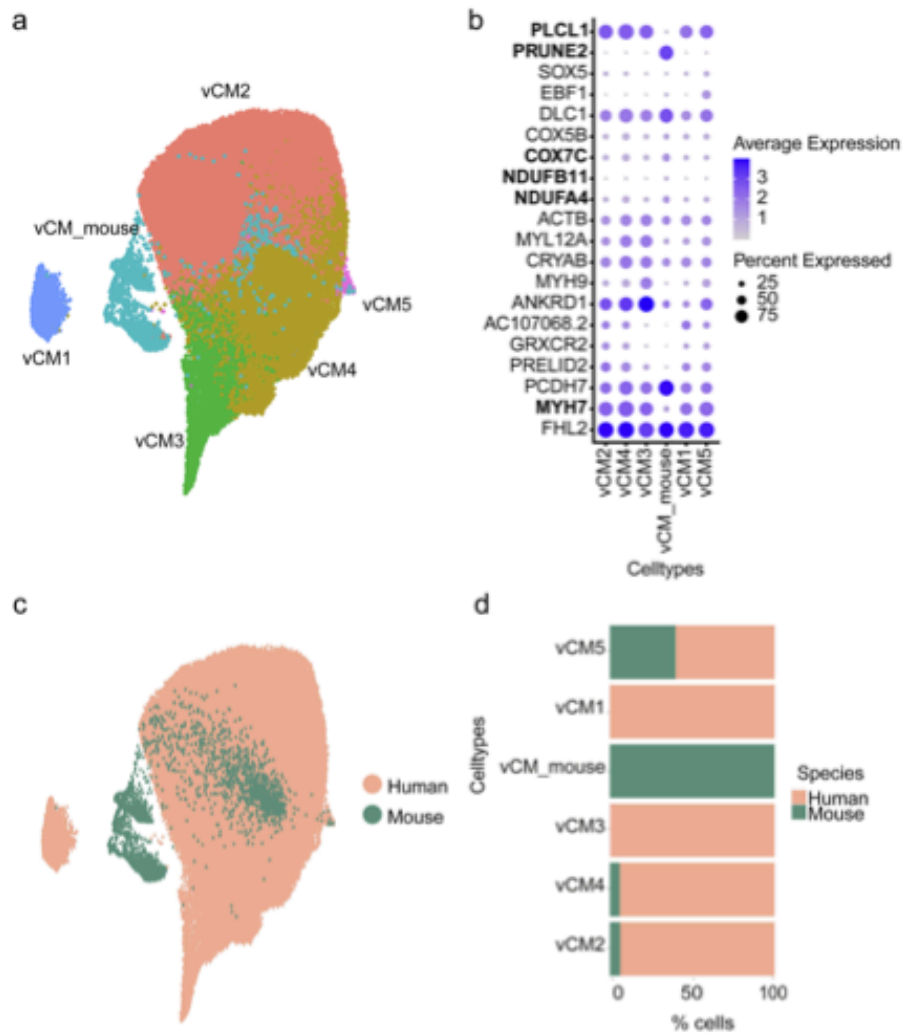 a
vCM2
vCM_mouse
vCM1
vCM5
vCM4
vCM3
b
PLCL1
PRUNE2
SOX5
EBF1
DLC1
COX5B
COX7C
NDUFB11
NDUFA4
ACTB
MYL12A
CRYAB
MYH9
ANKRD1
AC107068.2
GRXCR2
PRELID2
PCDH7
MYH7
FHL2
vCM2
vCM4
vCM3
vCM_mouse
vCM1
vCM5
Celltypes
Average Expression
3
2
1
Percent Expressed
25
50
75
c
Human
Mouse
d
vCM5
vCM1
vCM_mouse
vCM3
vCM4
vCM2
Celltypes
0 50 100
% cells
Species
Human
Mouse